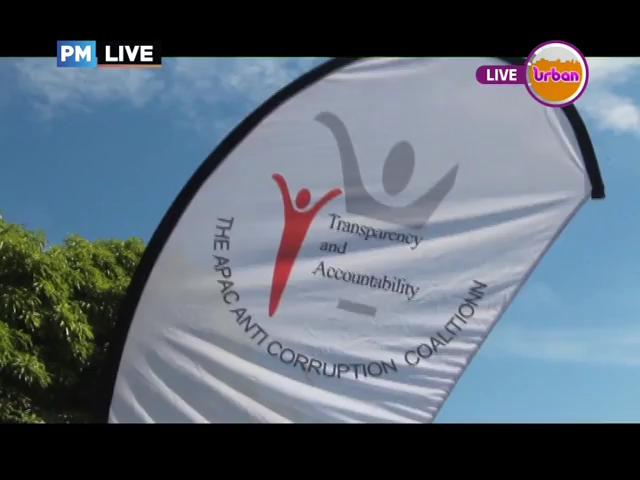 PM LIVE
LIVE Urban
Transparency
and
Accountability
THE APAC ANTI CORRUPTION COALITIONN